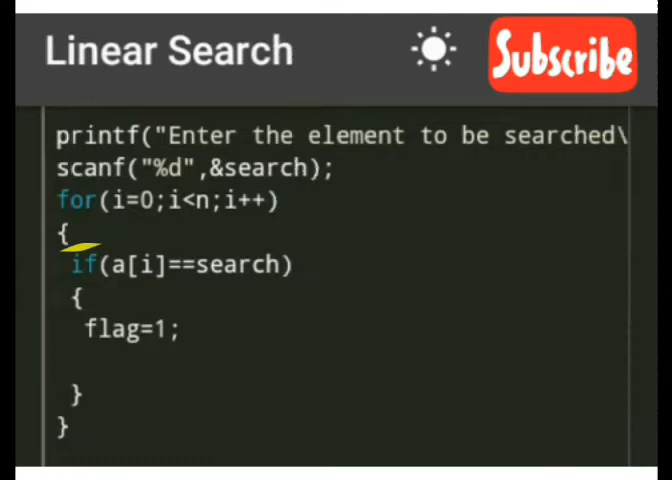 Linear Search
Subscribe
printf("Enter the element to be searched\
scanf("%d",&search);
for(i=0;i<n;i++)
{
if(a[i]==search)
{
flag=1;
}
}